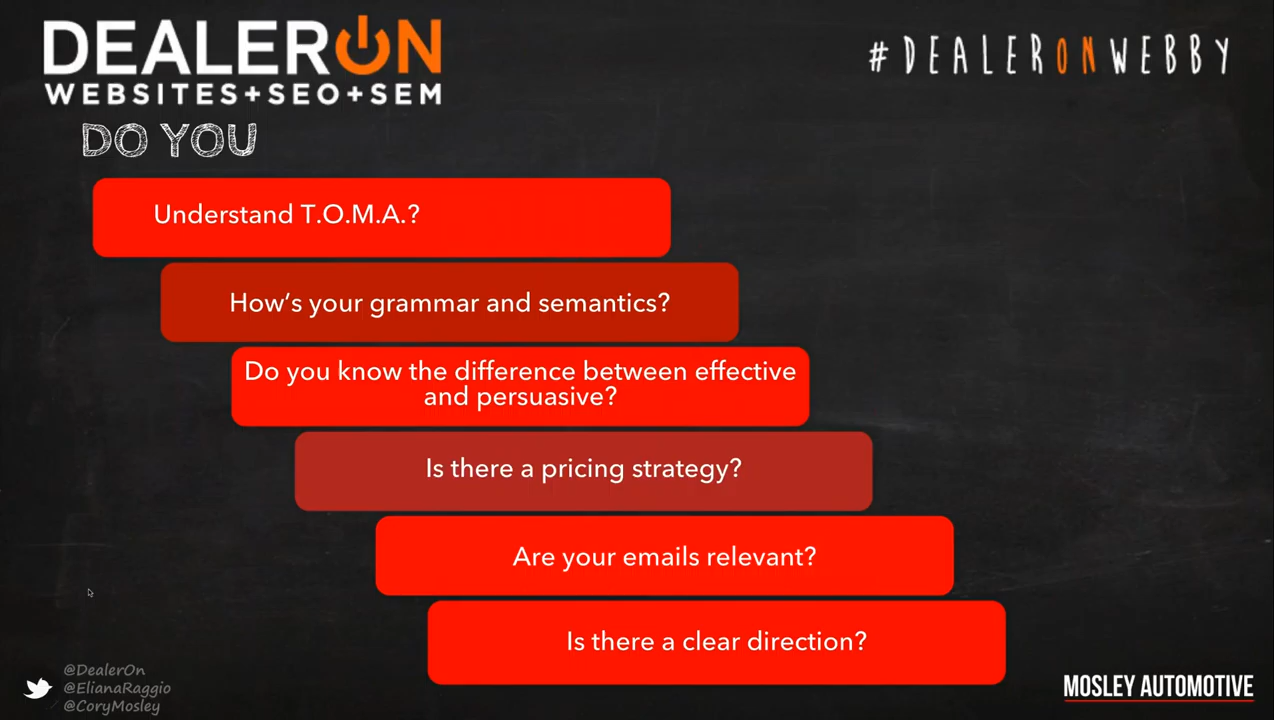 DEALERON
WEBSITES+SEO+SEM
#DEALERONWEBBY
DO YOU
Understand T.O.M.A.?
How's your grammar and semantics?
Do you know the difference between effective
and persuasive?
Is there a pricing strategy?
Are your emails relevant?
Is there a clear direction?
@DealerOn
@ElianaRaggio
@CoryMosley
MOSLEY AUTOMOTIVE